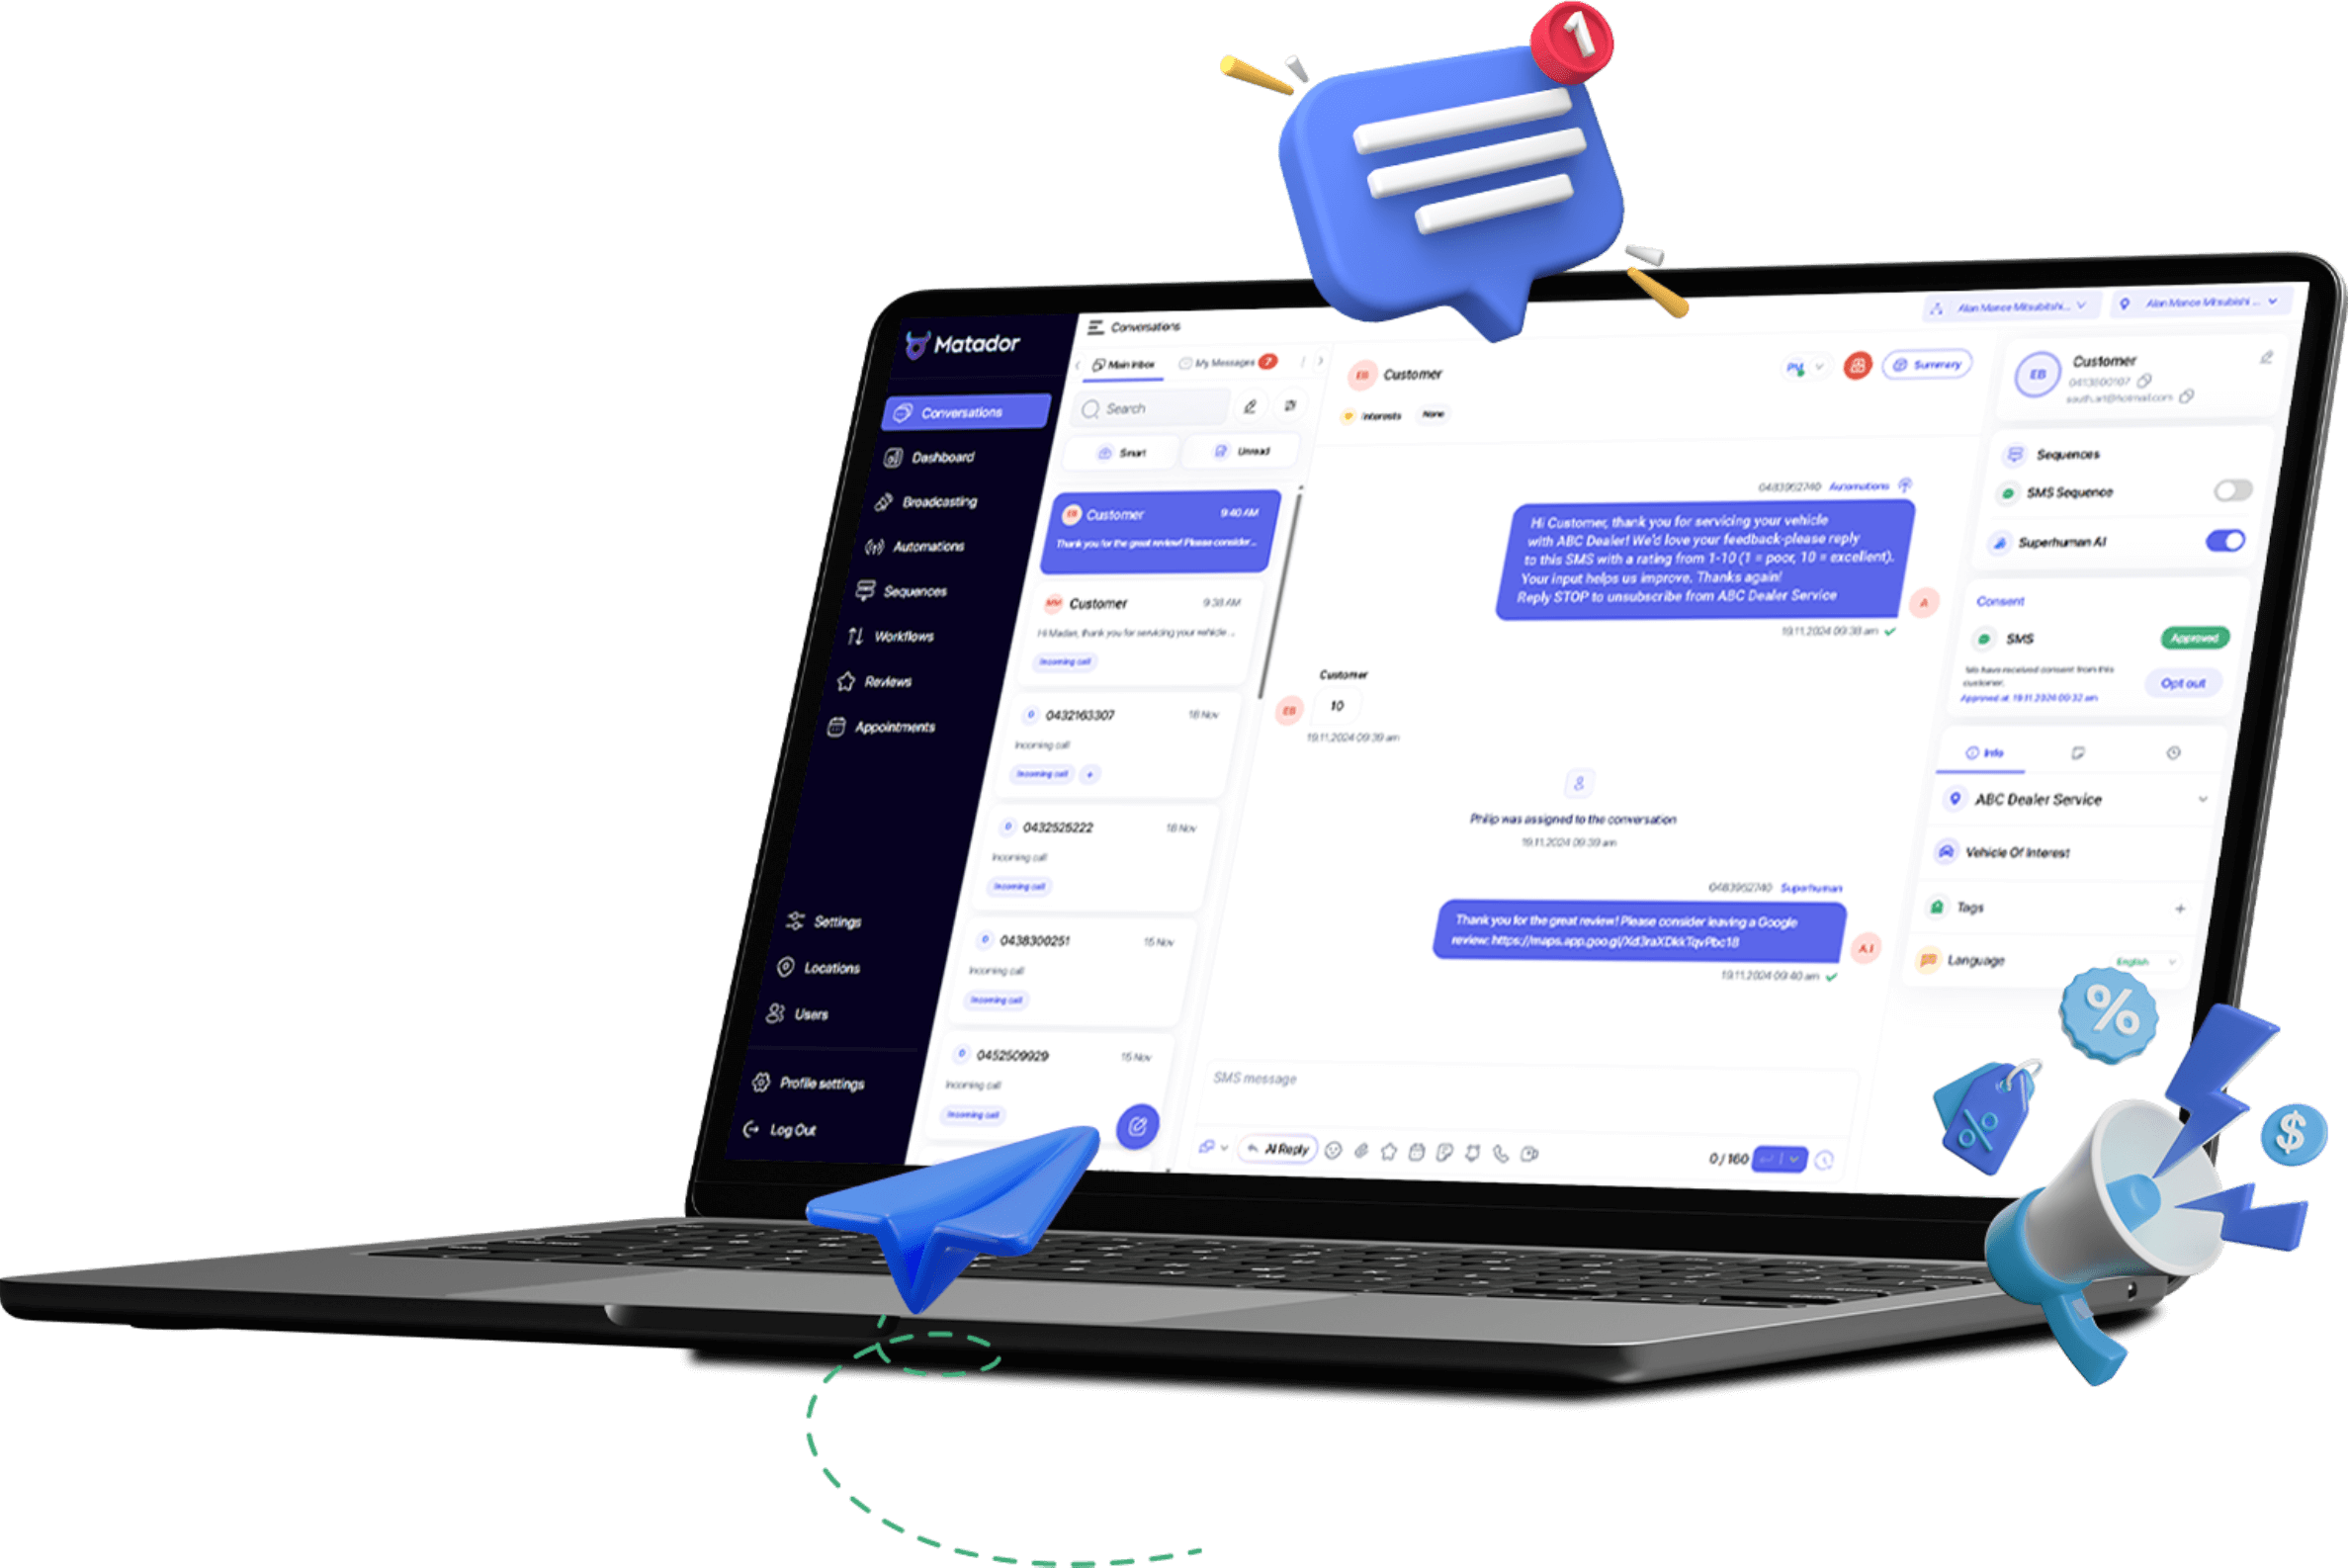 1
Matador
Conversations
Dashboard
Broadcasting
Automations
Sequences
Workflows
Reviews
Appointments
Settings
Locations
Users
Profile settings
Log Out
Conversations
Main Inbox
My Messages 7
Search
Smart
Unread
EB Customer 9:40 AM
Thank you for the great review! Please consider...
MM Customer 9:38 AM
Hi Madan, thank you for servicing your vehicle ...
Incoming call
0 0432163307 18 Nov
Incoming call
Incoming call +
0 0432525222 18 Nov
Incoming call
Incoming call
0 0438300251 15 Nov
Incoming call
Incoming call
0 0452509929 15 Nov
Incoming call
Incoming call
EB Customer
Interests None
Summary
0483952740 Automations
Hi Customer, thank you for servicing your vehicle
with ABC Dealer! We'd love your feedback-please reply
to this SMS with a rating from 1-10 (1 = poor, 10 = excellent).
Your input helps us improve. Thanks again!
Reply STOP to unsubscribe from ABC Dealer Service
A
19.11.2024 09:38 am
Customer
EB 10
19.11.2024 09:39 am
Philip was assigned to the conversation
19.11.2024 09:39 am
0483952740 Superhuman
Thank you for the great review! Please consider leaving a Google
review: https://maps.app.goo.gl/Xd3raXDkkTqvPbc18
A.I
19.11.2024 09:40 am
SMS message
AI Reply
0 / 160
Alan Mance Mitsubishi...
Alan Mance Mitsubishi ...
EB Customer
Sequences
SMS Sequence
Superhuman AI
Consent
SMS Approved
We have received consent from this
customer.
Opt out
Approved at 19.11.2024 09:32 am
Info
ABC Dealer Service
Vehicle Of Interest
Tags +
Language English
%
%
$